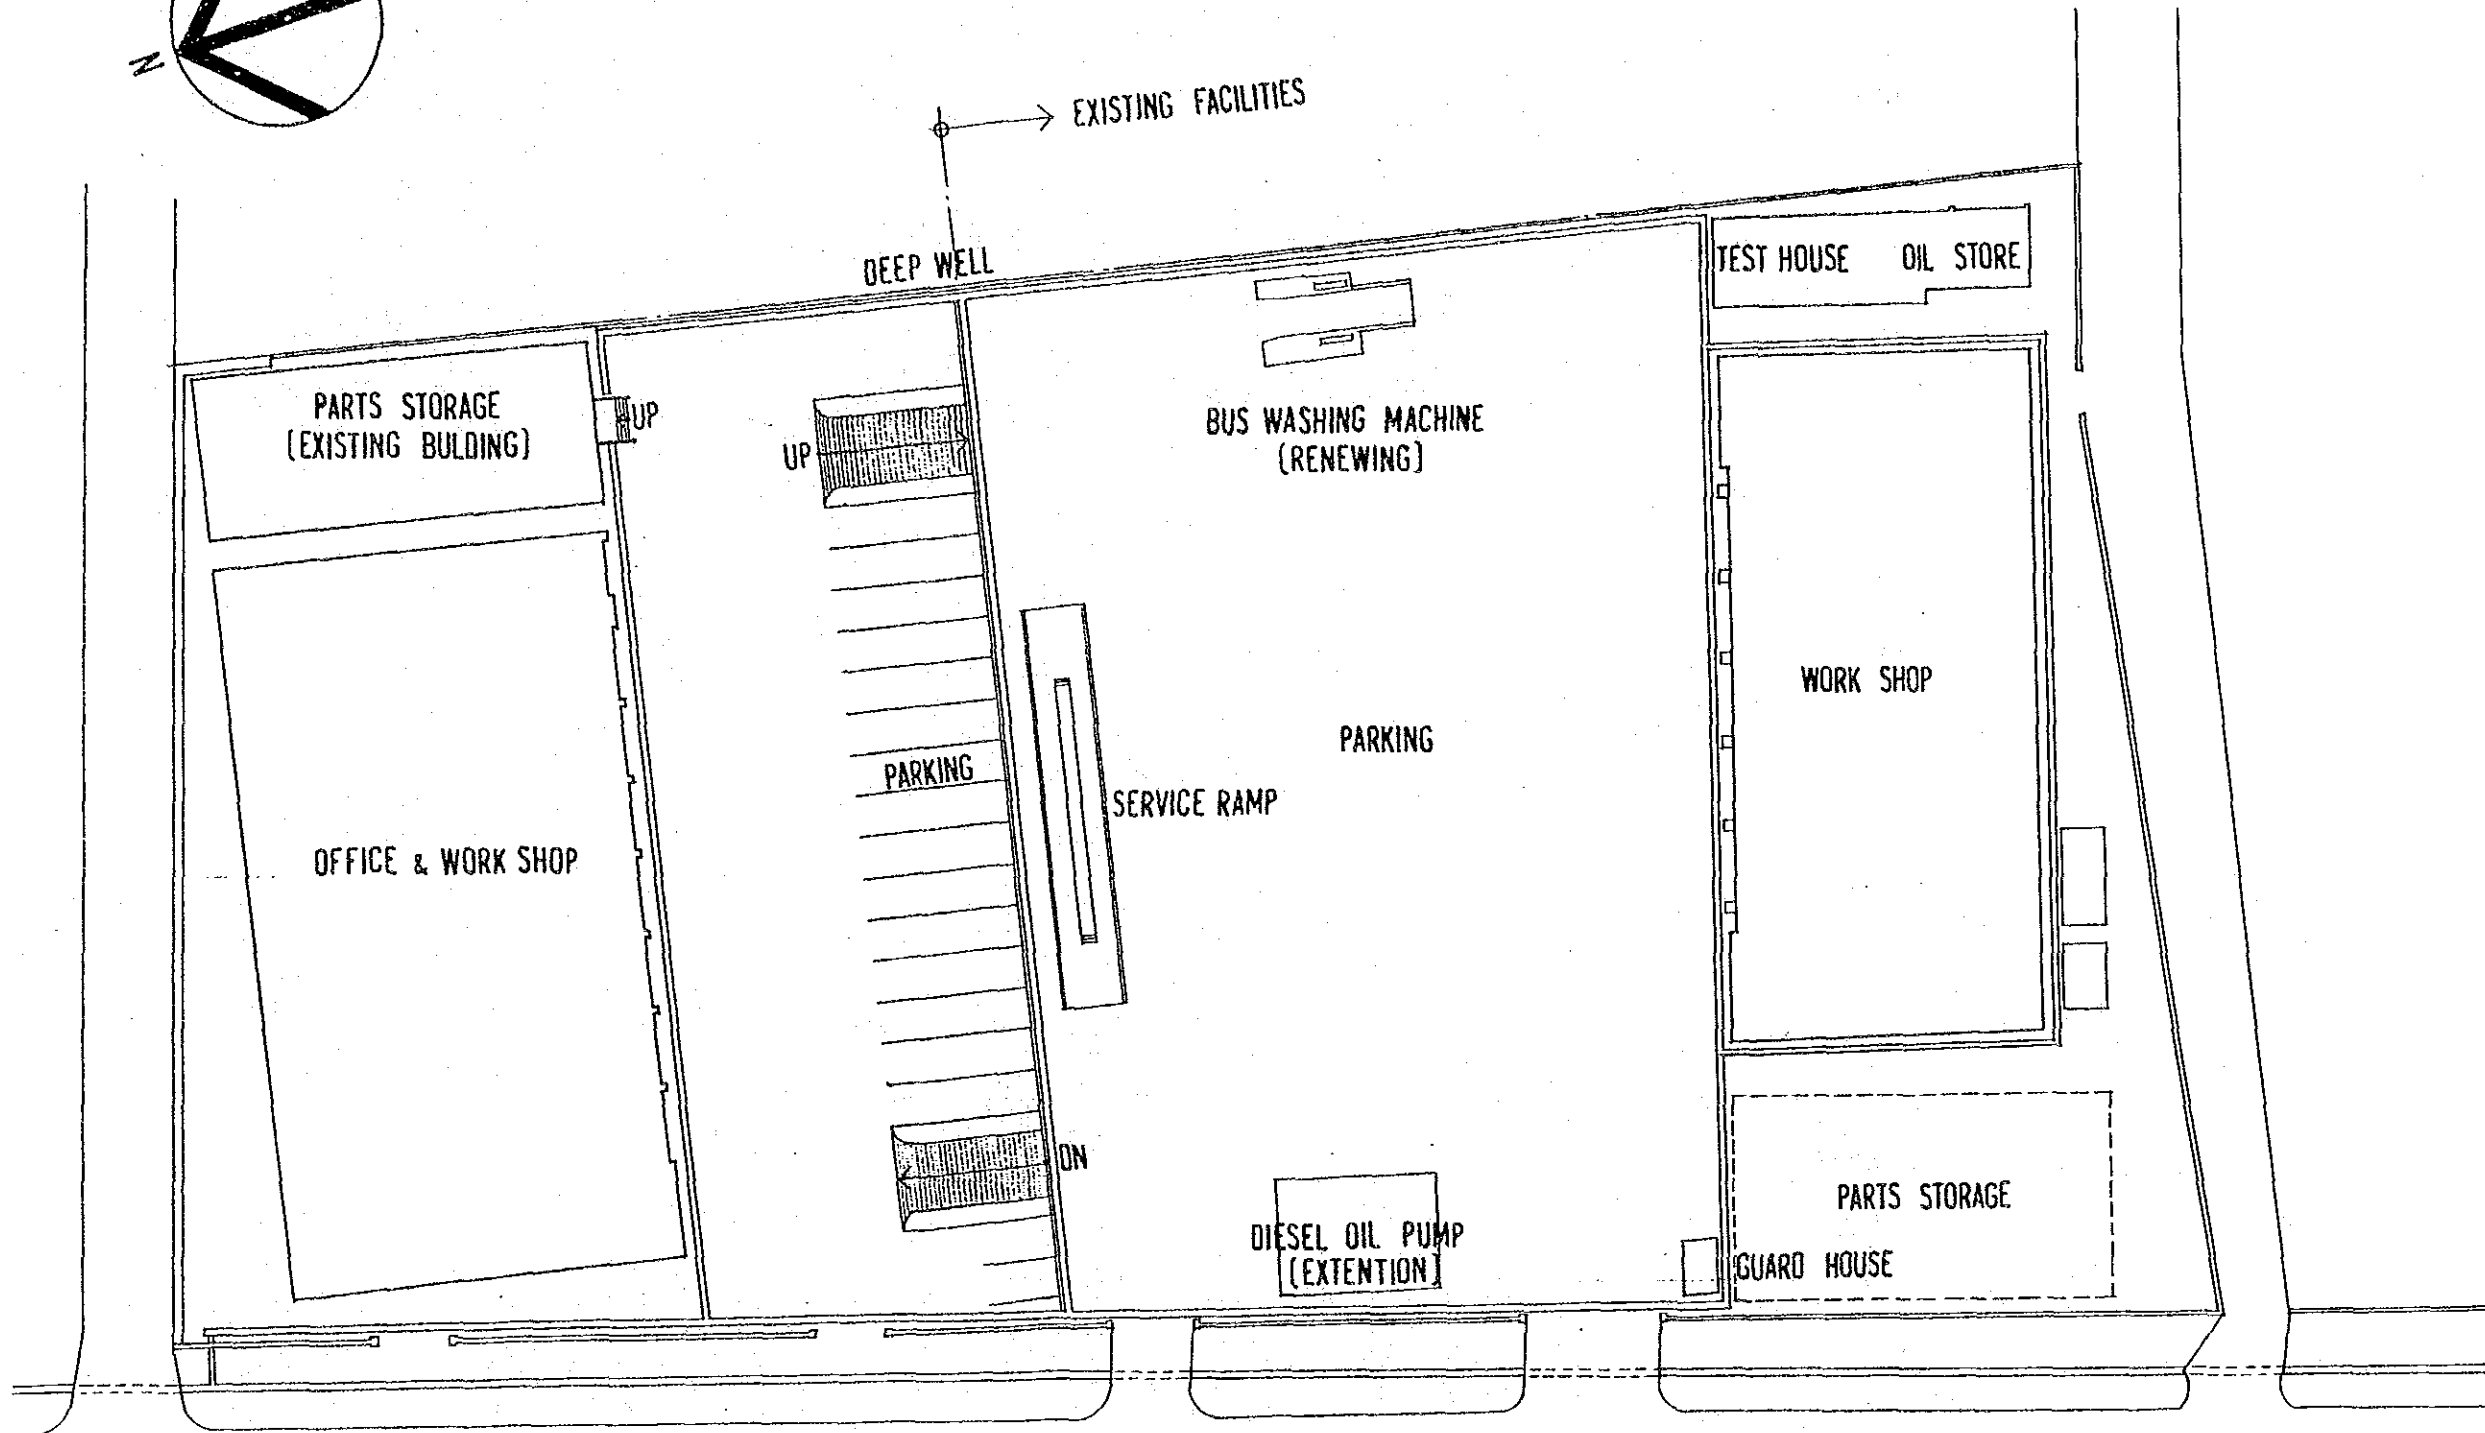 N
EXISTING FACILITIES
DEEP WELL
TEST HOUSE
OIL STORE
PARTS STORAGE
(EXISTING BULDING)
UP
UP
BUS WASHING MACHINE
(RENEWING)
WORK SHOP
PARKING
PARKING
SERVICE RAMP
OFFICE & WORK SHOP
DN
PARTS STORAGE
DIESEL OIL PUMP
(EXTENTION)
GUARD HOUSE